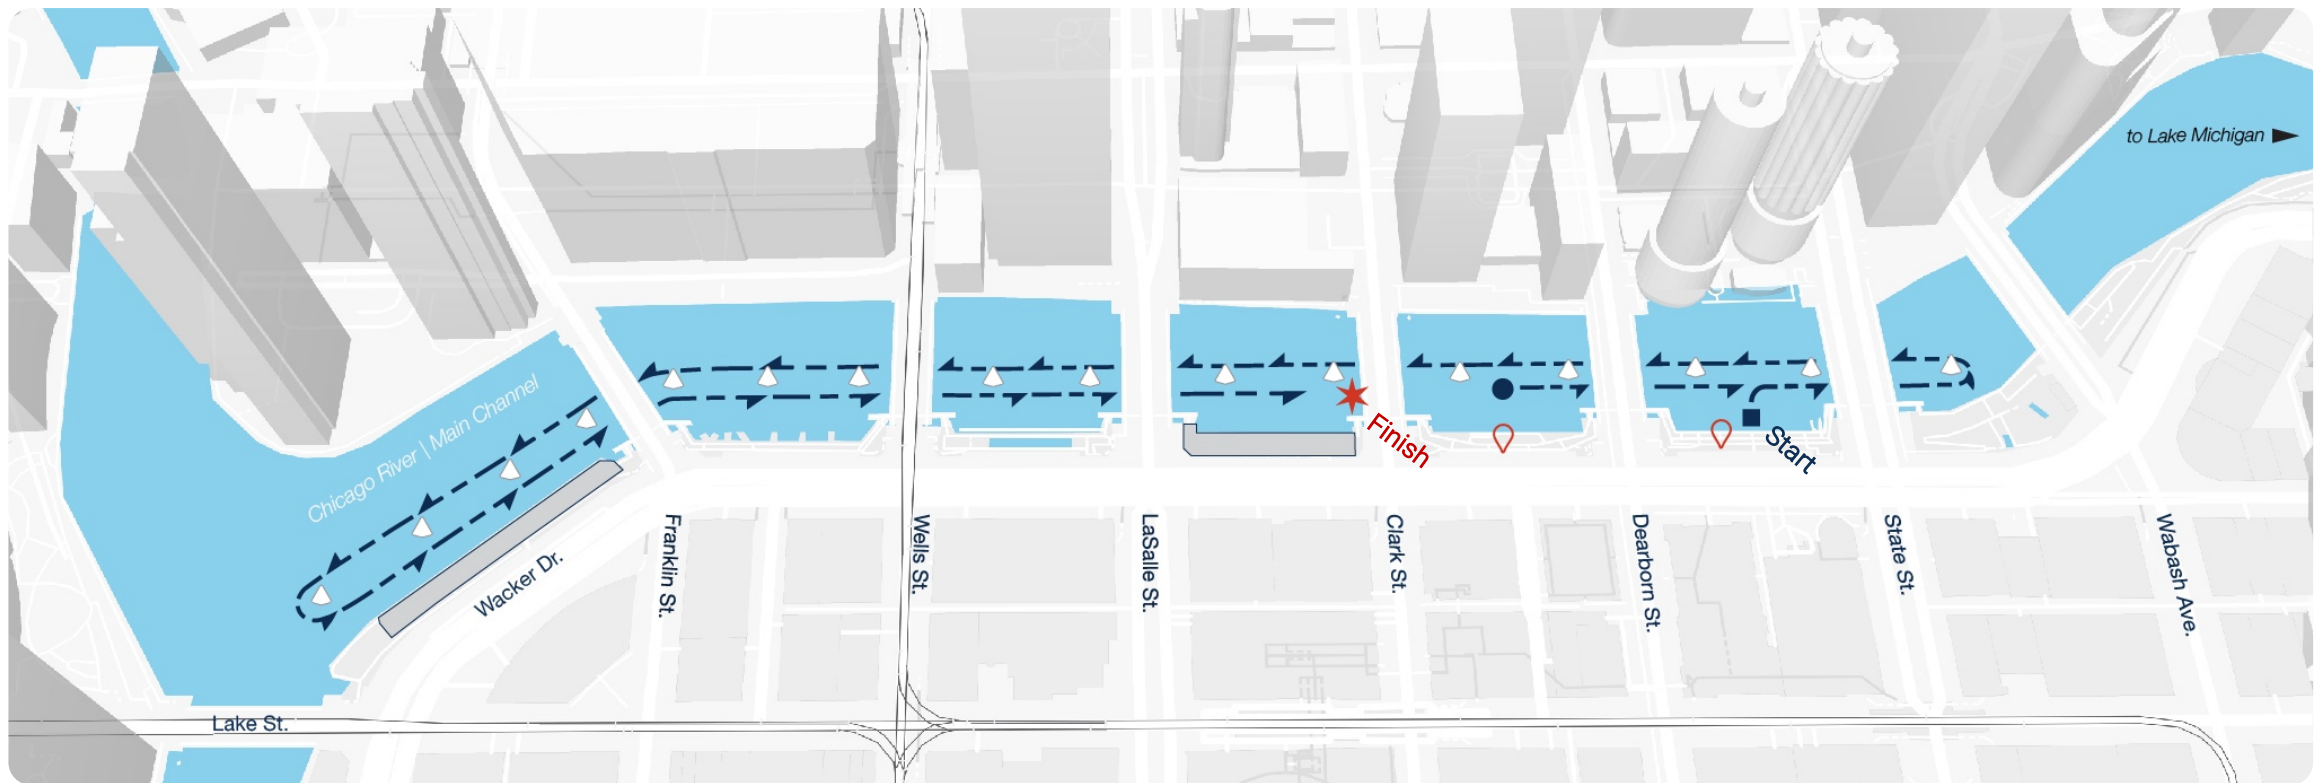 to Lake Michigan
Chicago River | Main Channel
Finish
Start
Wacker Dr.
Franklin St.
Wells St.
LaSalle St.
Clark St.
Dearborn St.
State St.
Wabash Ave.
Lake St.